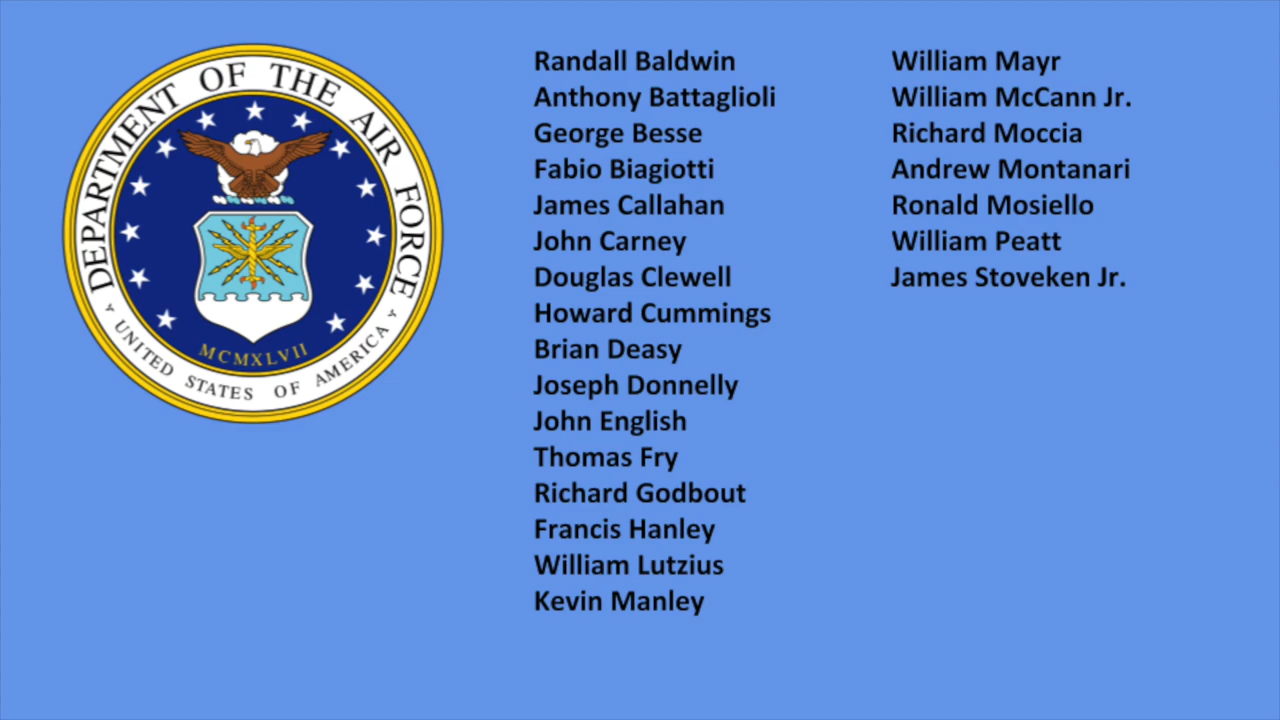 DEPARTMENT OF THE AIR FORCE
UNITED STATES OF AMERICA
MCMXLVII
Randall Baldwin
Anthony Battaglioli
George Besse
Fabio Biagiotti
James Callahan
John Carney
Douglas Clewell
Howard Cummings
Brian Deasy
Joseph Donnelly
John English
Thomas Fry
Richard Godbout
Francis Hanley
William Lutzius
Kevin Manley
William Mayr
William McCann Jr.
Richard Moccia
Andrew Montanari
Ronald Mosiello
William Peatt
James Stoveken Jr.